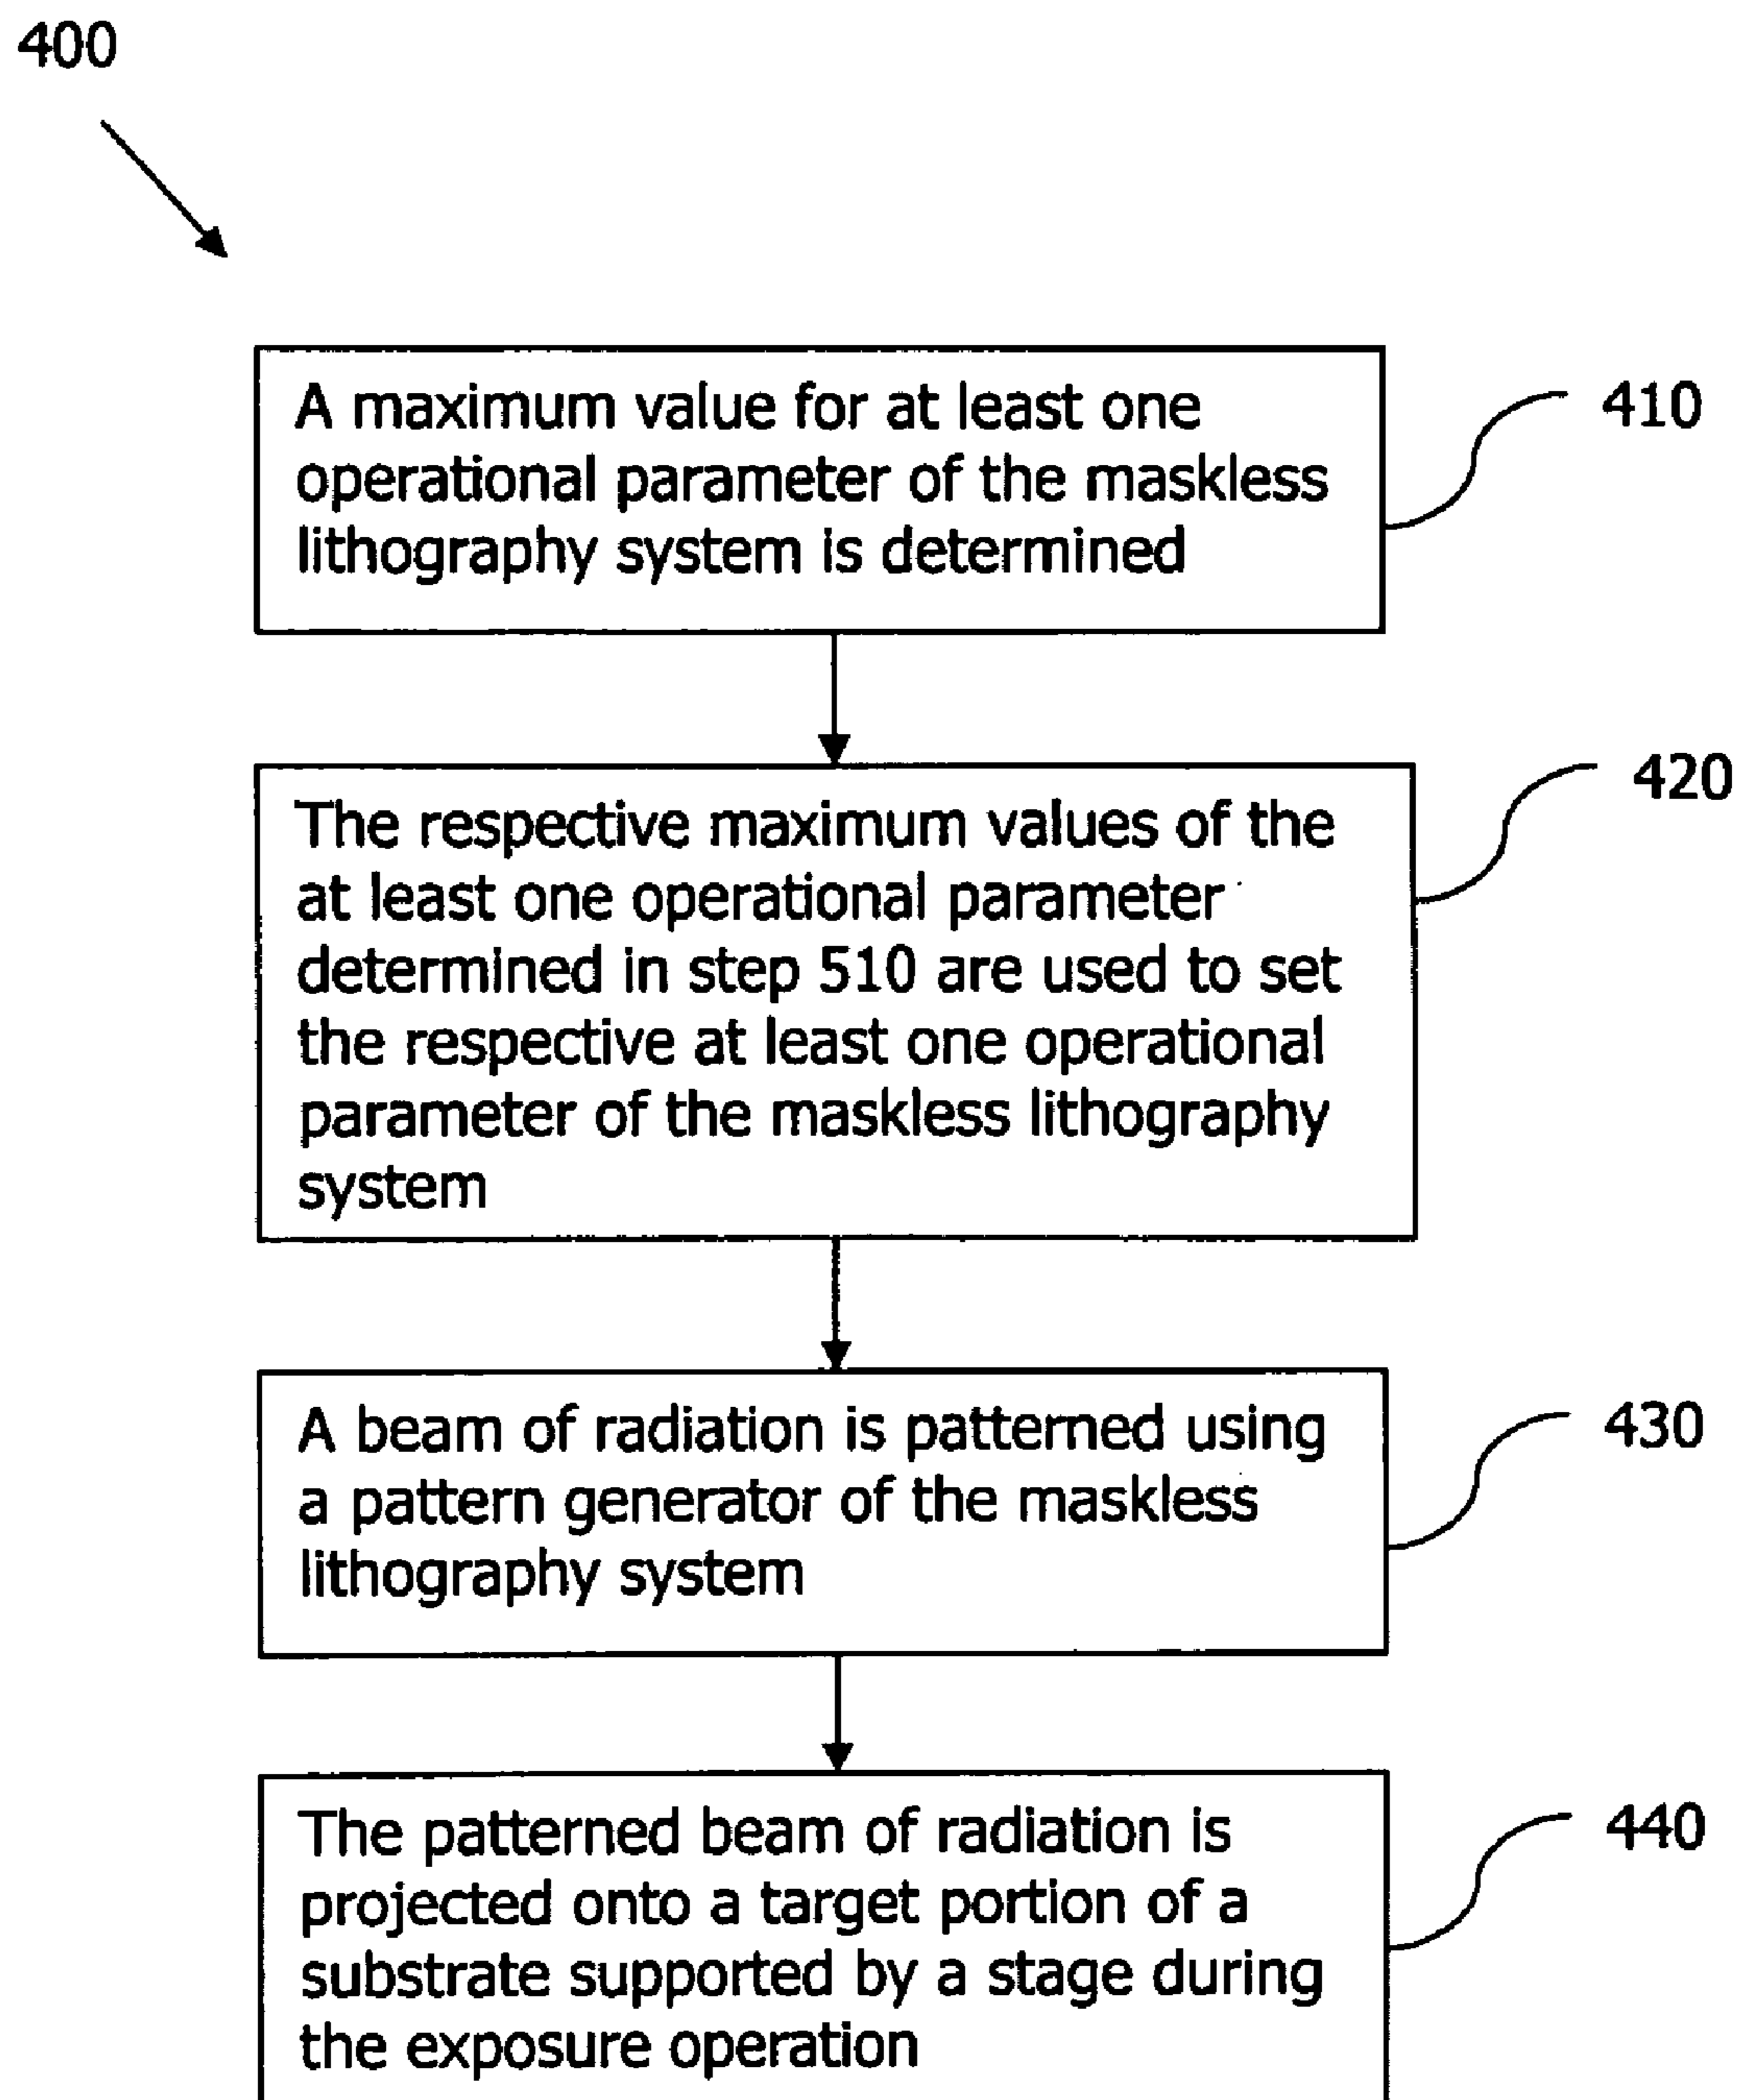 400
A maximum value for at least one
operational parameter of the maskless
lithography system is determined
410
The respective maximum values of the
at least one operational parameter
determined in step 510 are used to set
the respective at least one operational
parameter of the maskless lithography
system
420
A beam of radiation is patterned using
a pattern generator of the maskless
lithography system
430
The patterned beam of radiation is
projected onto a target portion of a
substrate supported by a stage during
the exposure operation
440